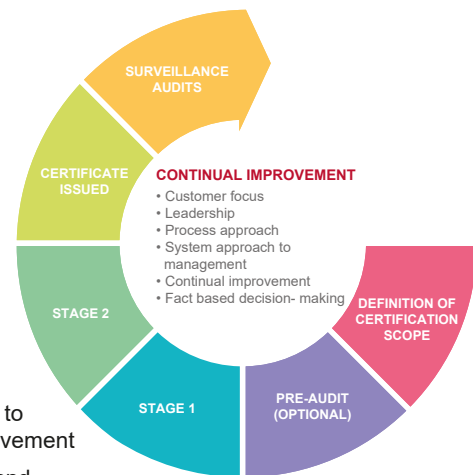 SURVEILLANCE
AUDITS
CERTIFICATE
ISSUED
CONTINUAL IMPROVEMENT
• Customer focus
• Leadership
• Process approach
• System approach to
management
• Continual improvement
• Fact based decision- making
DEFINITION OF
CERTIFICATION
SCOPE
STAGE 2
STAGE 1
PRE-AUDIT
(OPTIONAL)
to